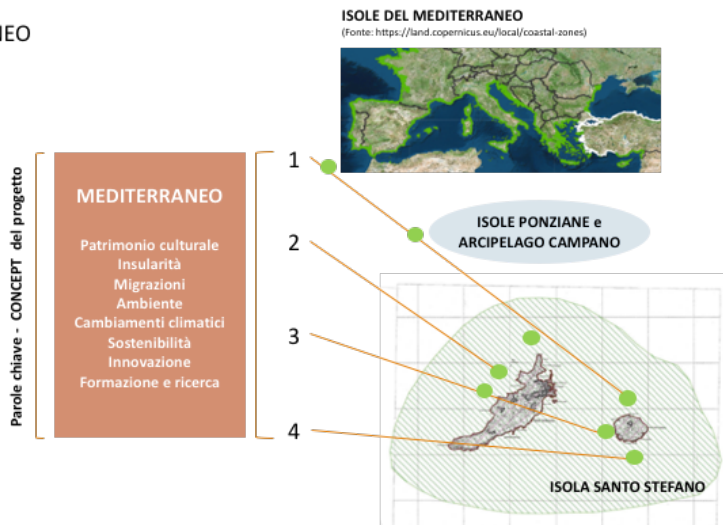 NEO
ISOLE DEL MEDITERRANEO
(Fonte: https://land.copernicus.eu/local/coastal-zones)
Parole chiave - CONCEPT del progetto
MEDITERRANEO
Patrimonio culturale
Insularità
Migrazioni
Ambiente
Cambiamenti climatici
Sostenibilità
Innovazione
Formazione e ricerca
1
2
3
4
ISOLE PONZIANE e
ARCIPELAGO CAMPANO
ISOLA SANTO STEFANO